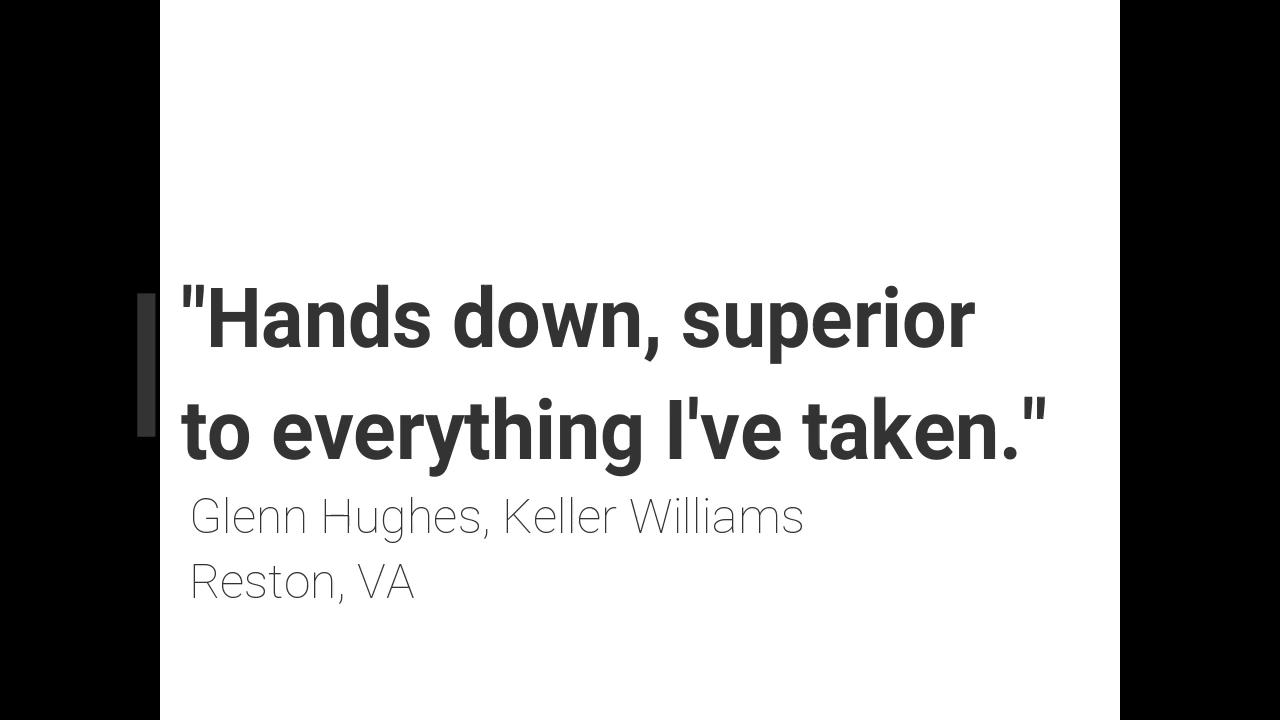 "Hands down, superior
to everything I've taken."
Glenn Hughes, Keller Williams
Reston, VA